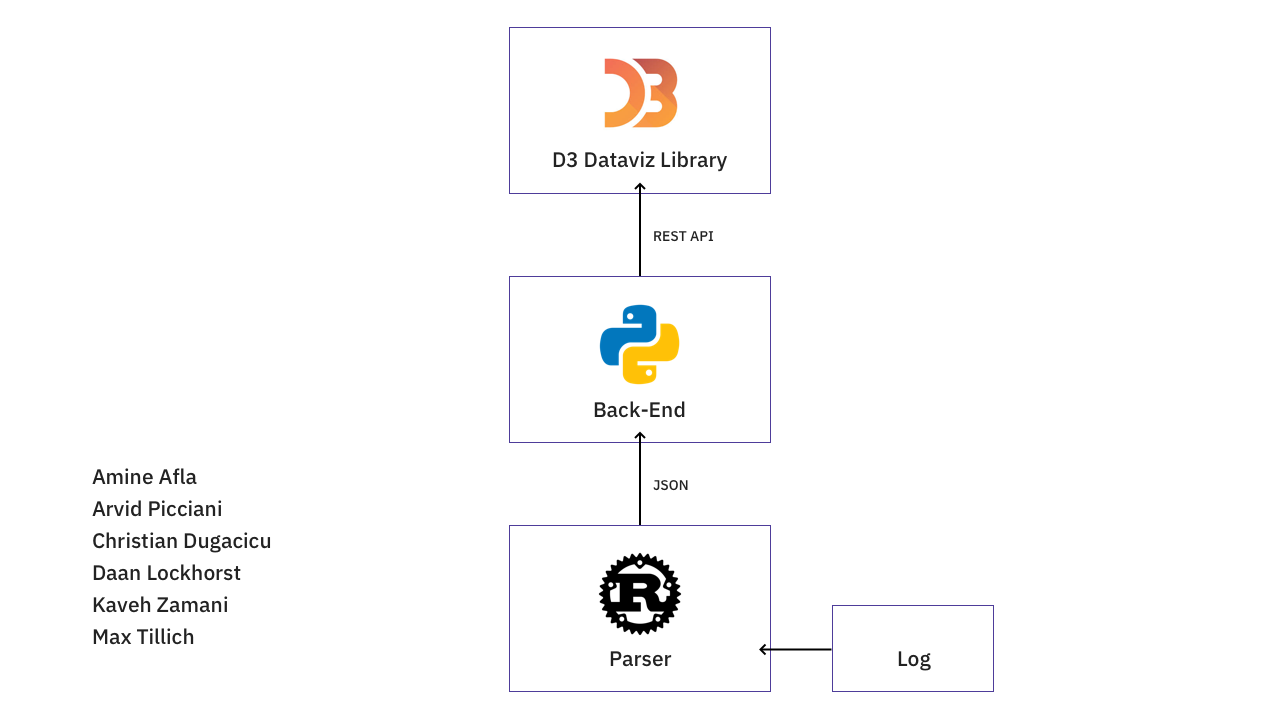 D3
D3 Dataviz Library
REST API
Back-End
JSON
R
Parser
Log
Amine Afla
Arvid Picciani
Christian Dugacicu
Daan Lockhorst
Kaveh Zamani
Max Tillich